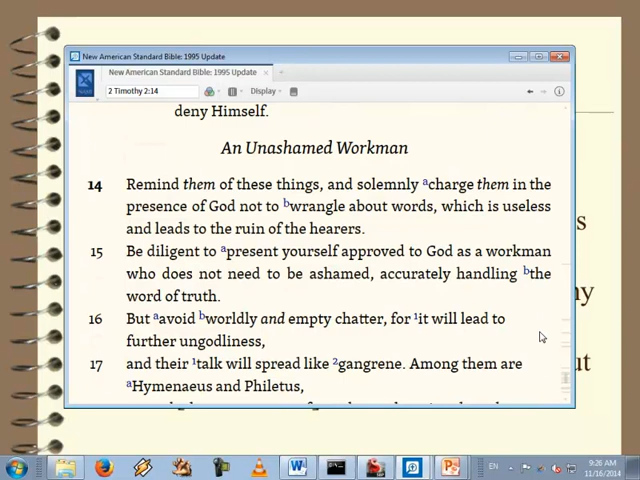 New American Standard Bible: 1995 Update
New American Standard Bible: 1995 Update
2 Timothy 2:14 Display
deny Himself.
An Unashamed Workman
14 Remind them of these things, and solemnly ᵃcharge them in the
presence of God not to ᵇwrangle about words, which is useless
and leads to the ruin of the hearers.
15 Be diligent to ᵃpresent yourself approved to God as a workman
who does not need to be ashamed, accurately handling ᵇthe
word of truth.
16 But ᵃavoid ᵇworldly and empty chatter, for ¹it will lead to
further ungodliness,
17 and their ¹talk will spread like ²gangrene. Among them are
ᵃHymenaeus and Philetus,
EN
9:26 AM
11/16/2014